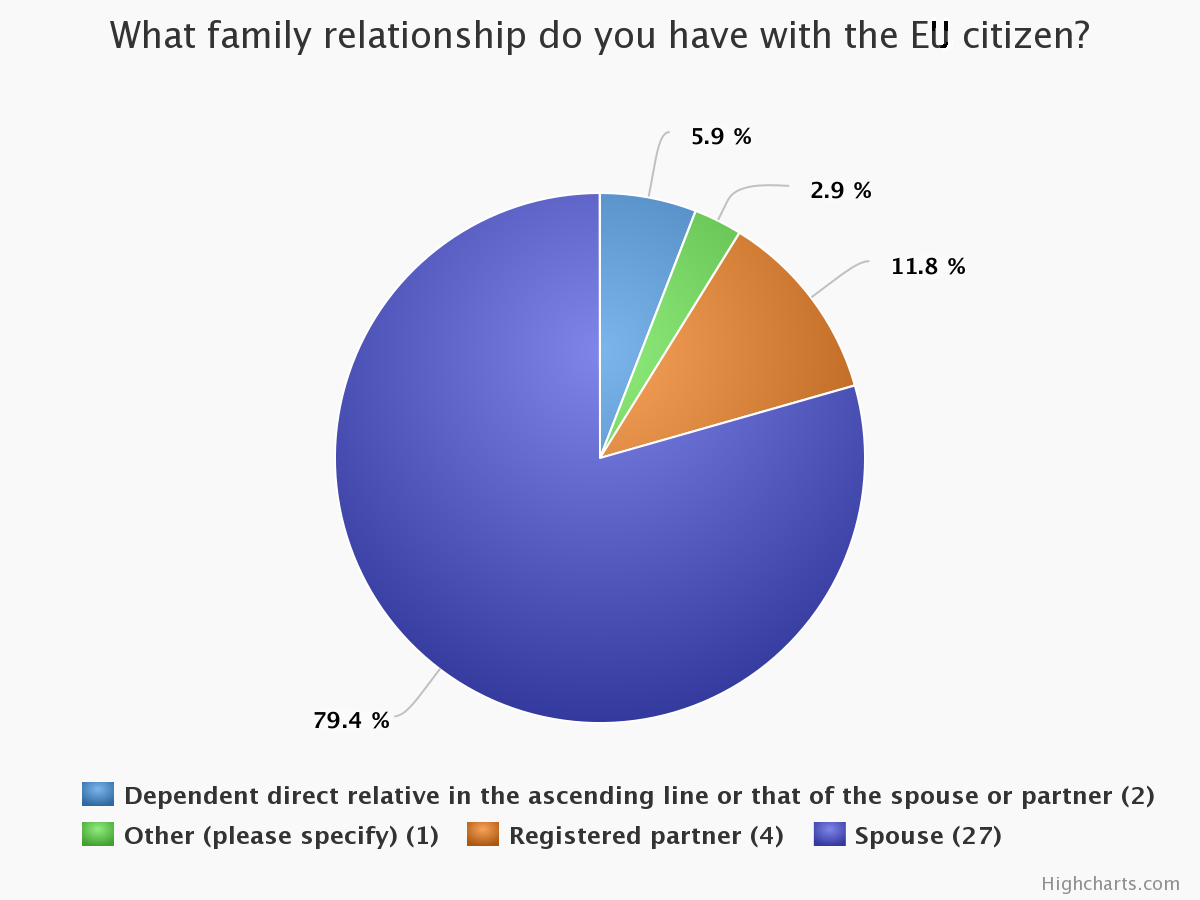 What family relationship do you have with the EU citizen?
5.9 %
2.9 %
11.8 %
79.4 %
Dependent direct relative in the ascending line or that of the spouse or partner (2)
Other (please specify) (1) Registered partner (4) Spouse (27)
Highcharts.com